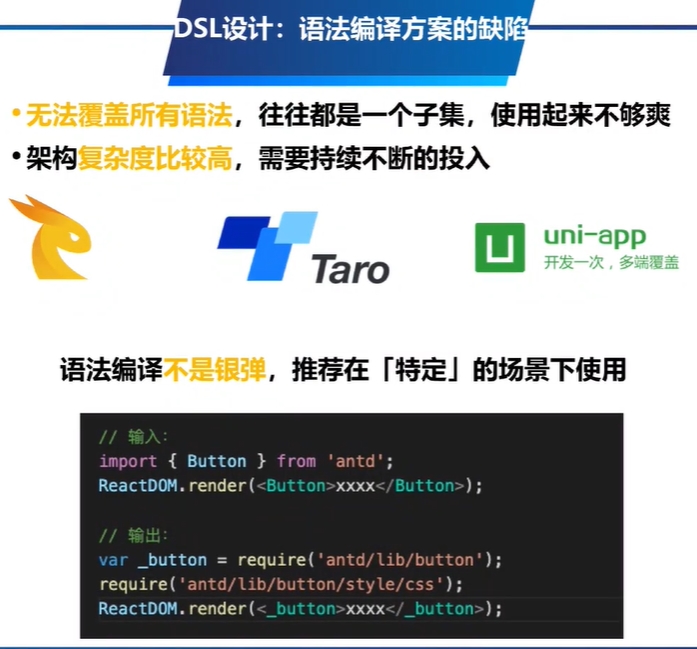 DSL设计：语法编译方案的缺陷
•无法覆盖所有语法，往往都是一个子集，使用起来不够爽
•架构复杂度比较高，需要持续不断的投入
Taro
uni-app
开发一次，多端覆盖
语法编译不是银弹，推荐在「特定」的场景下使用
// 输入:
import { Button } from 'antd';
ReactDOM.render(<Button>xxxx</Button>);
// 输出:
var _button = require('antd/lib/button');
require('antd/lib/button/style/css');
ReactDOM.render(<_button>xxxx</_button>);